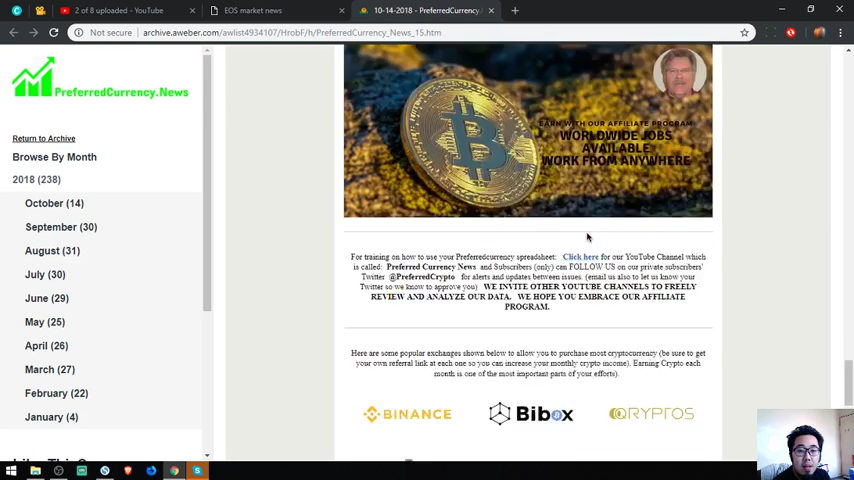 2 of 8 uploaded - YouTube
EOS market news
10-14-2018 - PreferredCurrency.
Not secure
archive.aweber.com/awlist4934107/HrobF/h/PreferredCurrency_News_15.htm
PreferredCurrency.News
Return to Archive
Browse By Month
2018 (238)
October (14)
September (30)
August (31)
July (30)
June (29)
May (25)
April (26)
March (27)
February (22)
January (4)
EARN WITH OUR AFFILIATE PROGRAM
WORLDWIDE JOBS
AVAILABLE
WORK FROM ANYWHERE
For training on how to use your Preferredcurrency spreadsheet: Click here for our YouTube Channel which
is called: Preferred Currency News and Subscribers (only) can FOLLOW US on our private subscribers'
Twitter @PreferredCrypto for alerts and updates between issues. (email us also to let us know your
Twitter so we know to approve you) WE INVITE OTHER YOUTUBE CHANNELS TO FREELY
REVIEW AND ANALYZE OUR DATA. WE HOPE YOU EMBRACE OUR AFFILIATE
PROGRAM.
Here are some popular exchanges shown below to allow you to purchase most cryptocurrency (be sure to get
your own referral link at each one so you can increase your monthly crypto income). Earning Crypto each
month is one of the most important parts of your efforts).
BINANCE
Bibox
QRYPTOS